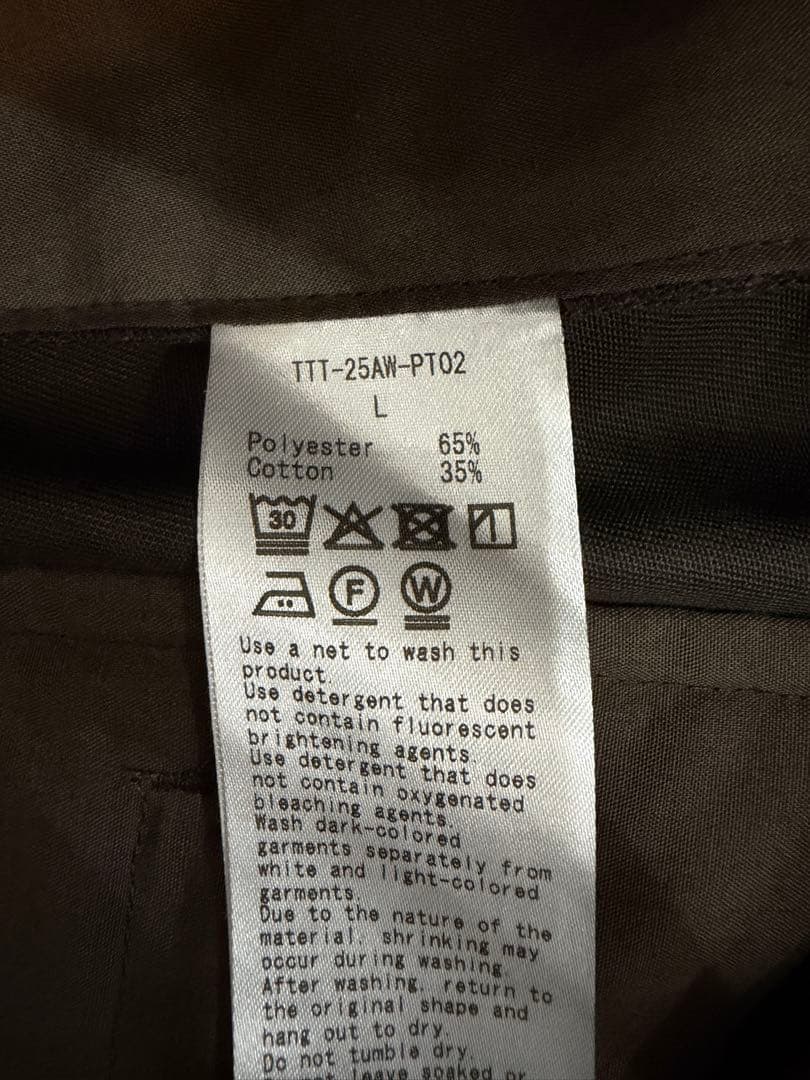 TTT-25AW-PT02
L
Polyester 65%
Cotton 35%
30
F W
Use a net to wash this
product.
Use detergent that does
not contain fluorescent
brightening agents.
Use detergent that does
not contain oxygenated
bleaching agents.
Wash dark-colored
garments separately from
white and light-colored
garments.
Due to the nature of the
material, shrinking may
occur during washing.
After washing, return to
the original shape and
hang out to dry.
Do not tumble dry.
leave soaked or